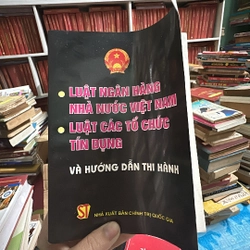 • LUẬT NGÂN HÀNG
NHÀ NƯỚC VIỆT NAM
• LUẬT CÁC TỔ CHỨC
TÍN DỤNG
VÀ HƯỚNG DẪN THI HÀNH
NHÀ XUẤT BẢN CHÍNH TRỊ QUỐC GIA